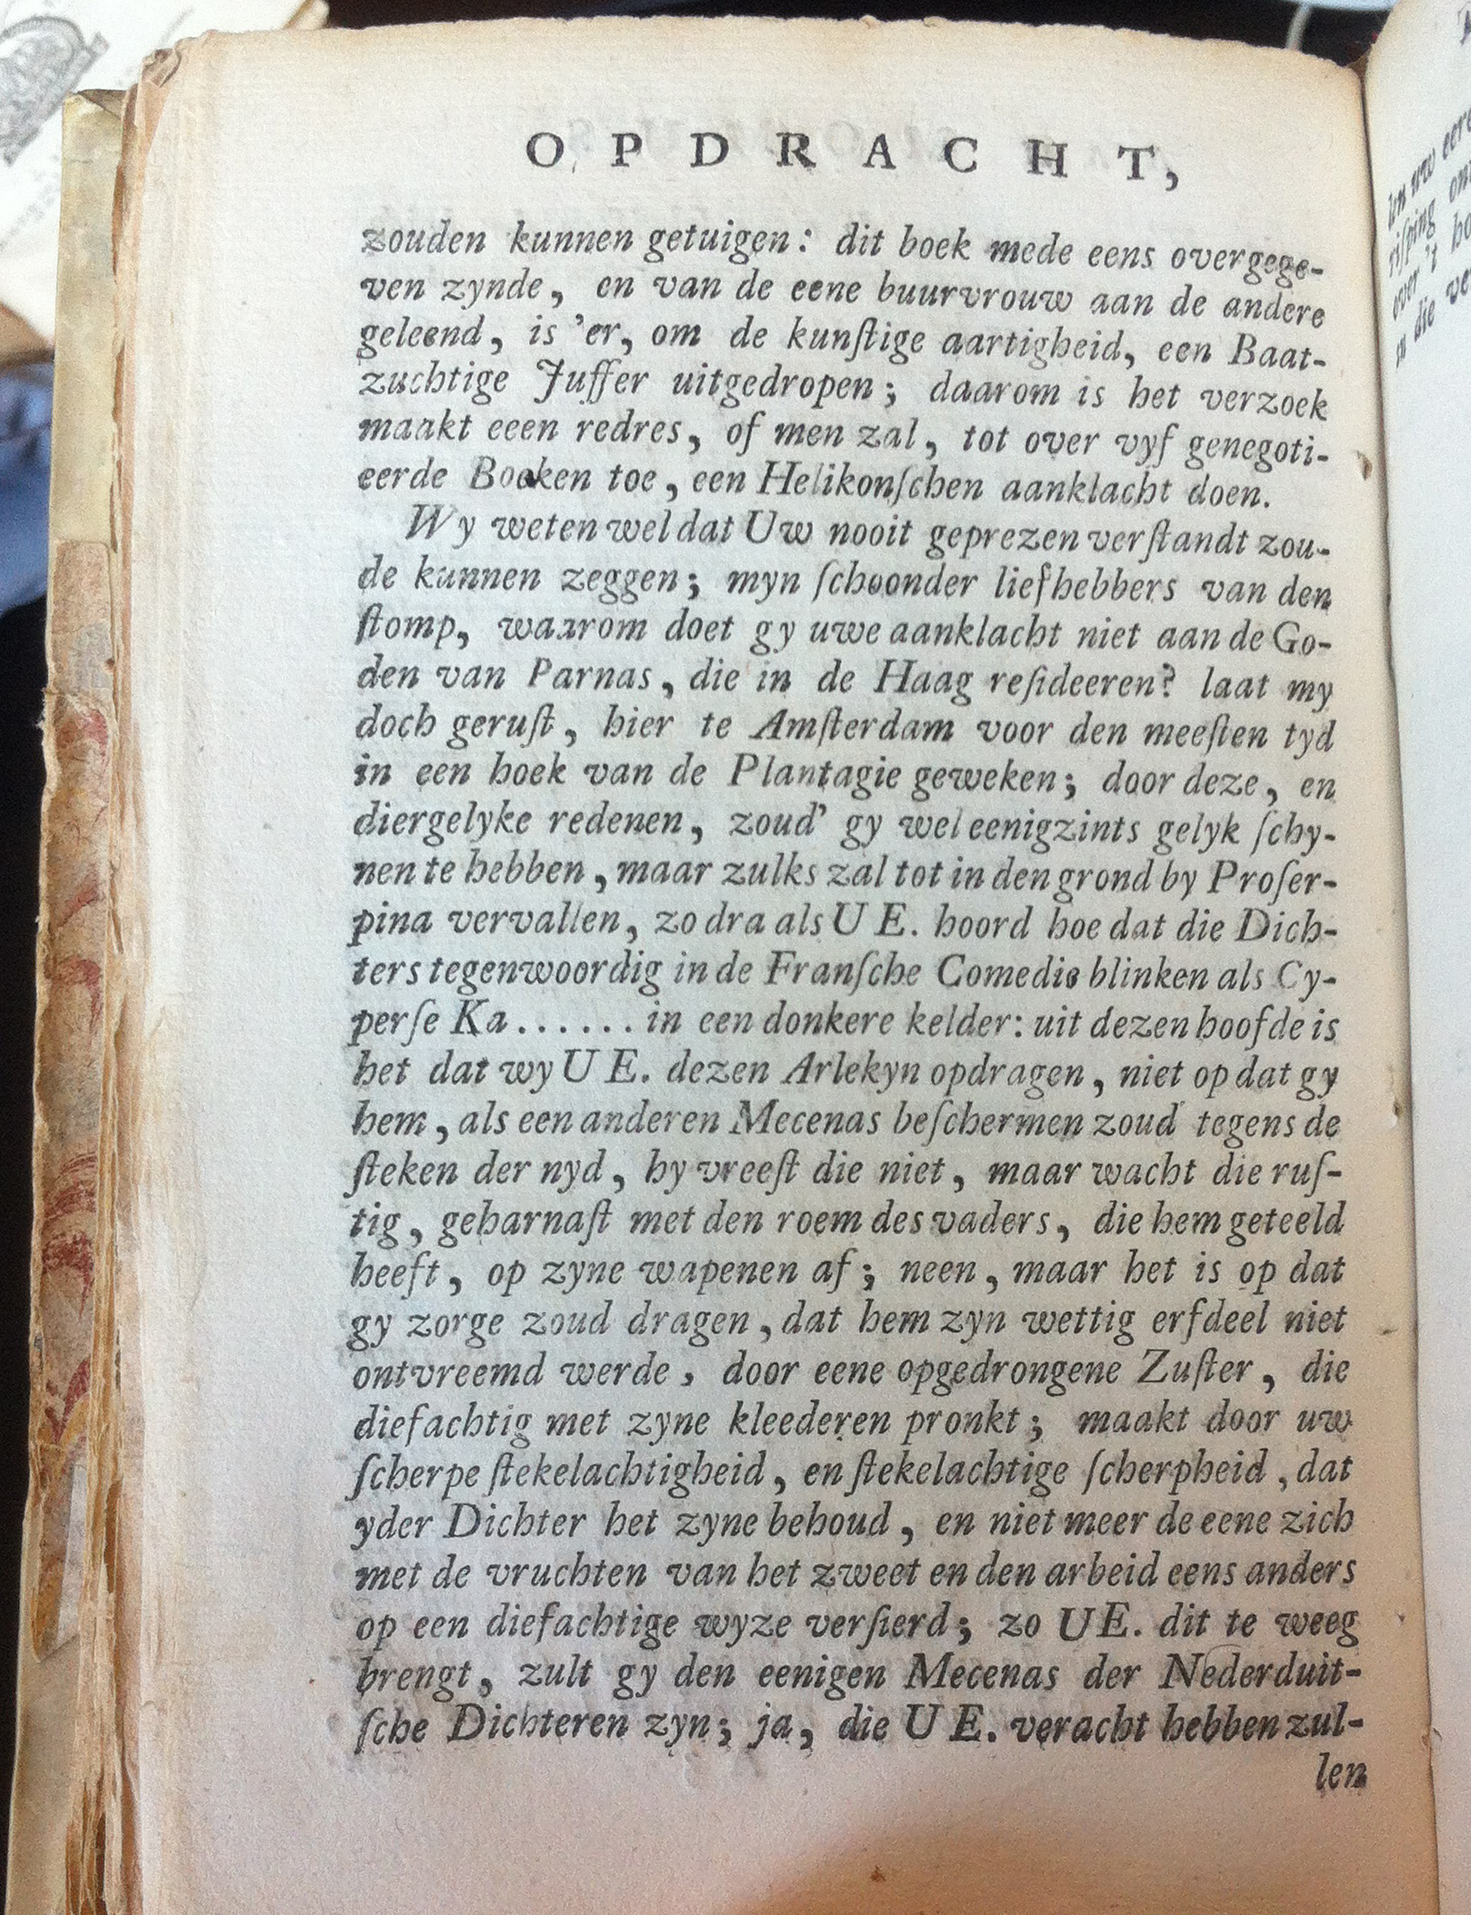 OPDRACHT,
zouden kunnen getuigen: dit boek mede eens overgege-
ven zynde, en van de eene buurvrouw aan de andere
geleend, is 'er, om de kunſtige aartigheid, een Baat-
zuchtige Juffer uitgedropen; daarom is het verzoek
maakt eeen redres, of men zal, tot over vyf genegoti-
eerde Boeken toe, een Helikonſchen aanklacht doen.
Wy weten wel dat Uw nooit geprezen verſtandt zou-
de kunnen zeggen; myn ſchoonder liefhebbers van den
ſtomp, waarom doet gy uwe aanklacht niet aan de Go-
den van Parnas, die in de Haag reſideeren? laat my
doch geruſt, hier te Amſterdam voor den meeſten tyd
in een hoek van de Plantagie geweken; door deze, en
diergelyke redenen, zoud' gy wel eenigzints gelyk ſchy-
nen te hebben, maar zulks zal tot in den grond by Proſer-
pina vervallen, zo dra als U E. hoord hoe dat die Dich-
ters tegenwoordig in de Franſche Comedie blinken als Cy-
perſe Ka...... in een donkere kelder: uit dezen hoofde is
het dat wy U E. dezen Arlekyn opdragen, niet op dat gy
hem, als een anderen Mecenas beſchermen zoud tegens de
ſteken der nyd, hy vreeſt die niet, maar wacht die ruſ-
tig, geharnaſt met den roem des vaders, die hem geteeld
heeft, op zyne wapenen af; neen, maar het is op dat
gy zorge zoud dragen, dat hem zyn wettig erfdeel niet
ontvreemd werde, door eene opgedrongene Zuſter, die
diefachtig met zyne kleederen pronkt; maakt door uw
ſcherpe ſtekelachtigheid, en ſtekelachtige ſcherpheid, dat
yder Dichter het zyne behoud, en niet meer de eene zich
met de vruchten van het zweet en den arbeid eens anders
op een diefachtige wyze verſierd; zo UE. dit te weeg
brengt, zult gy den eenigen Mecenas der Nederduit-
ſche Dichteren zyn; ja, die U E. veracht hebben zul-
len
len uw eere
riſping
over 't
die